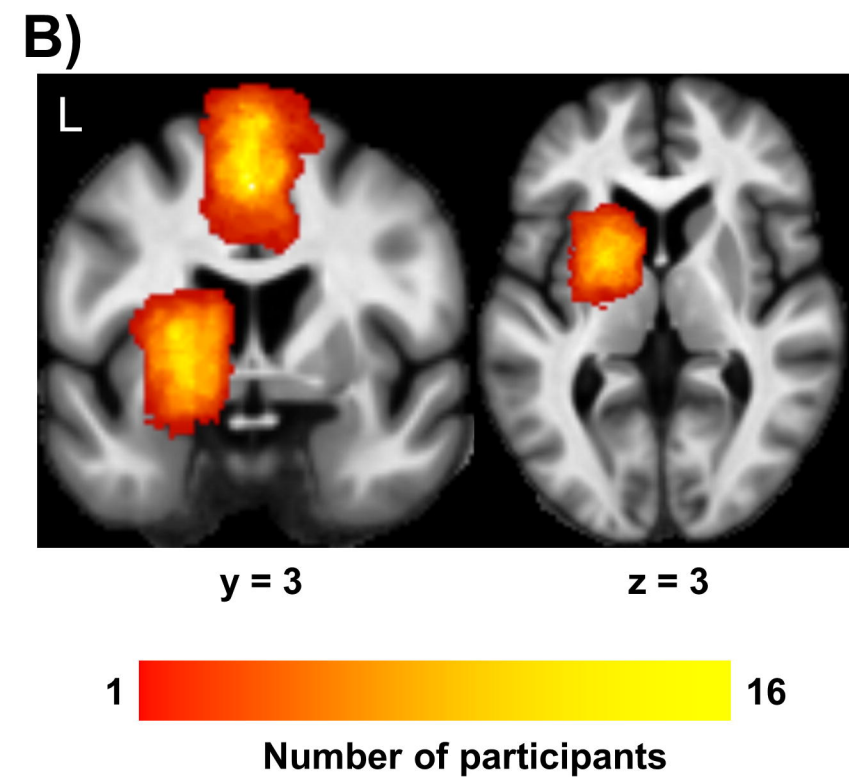 B)
L
y = 3
z = 3
1
16
Number of participants